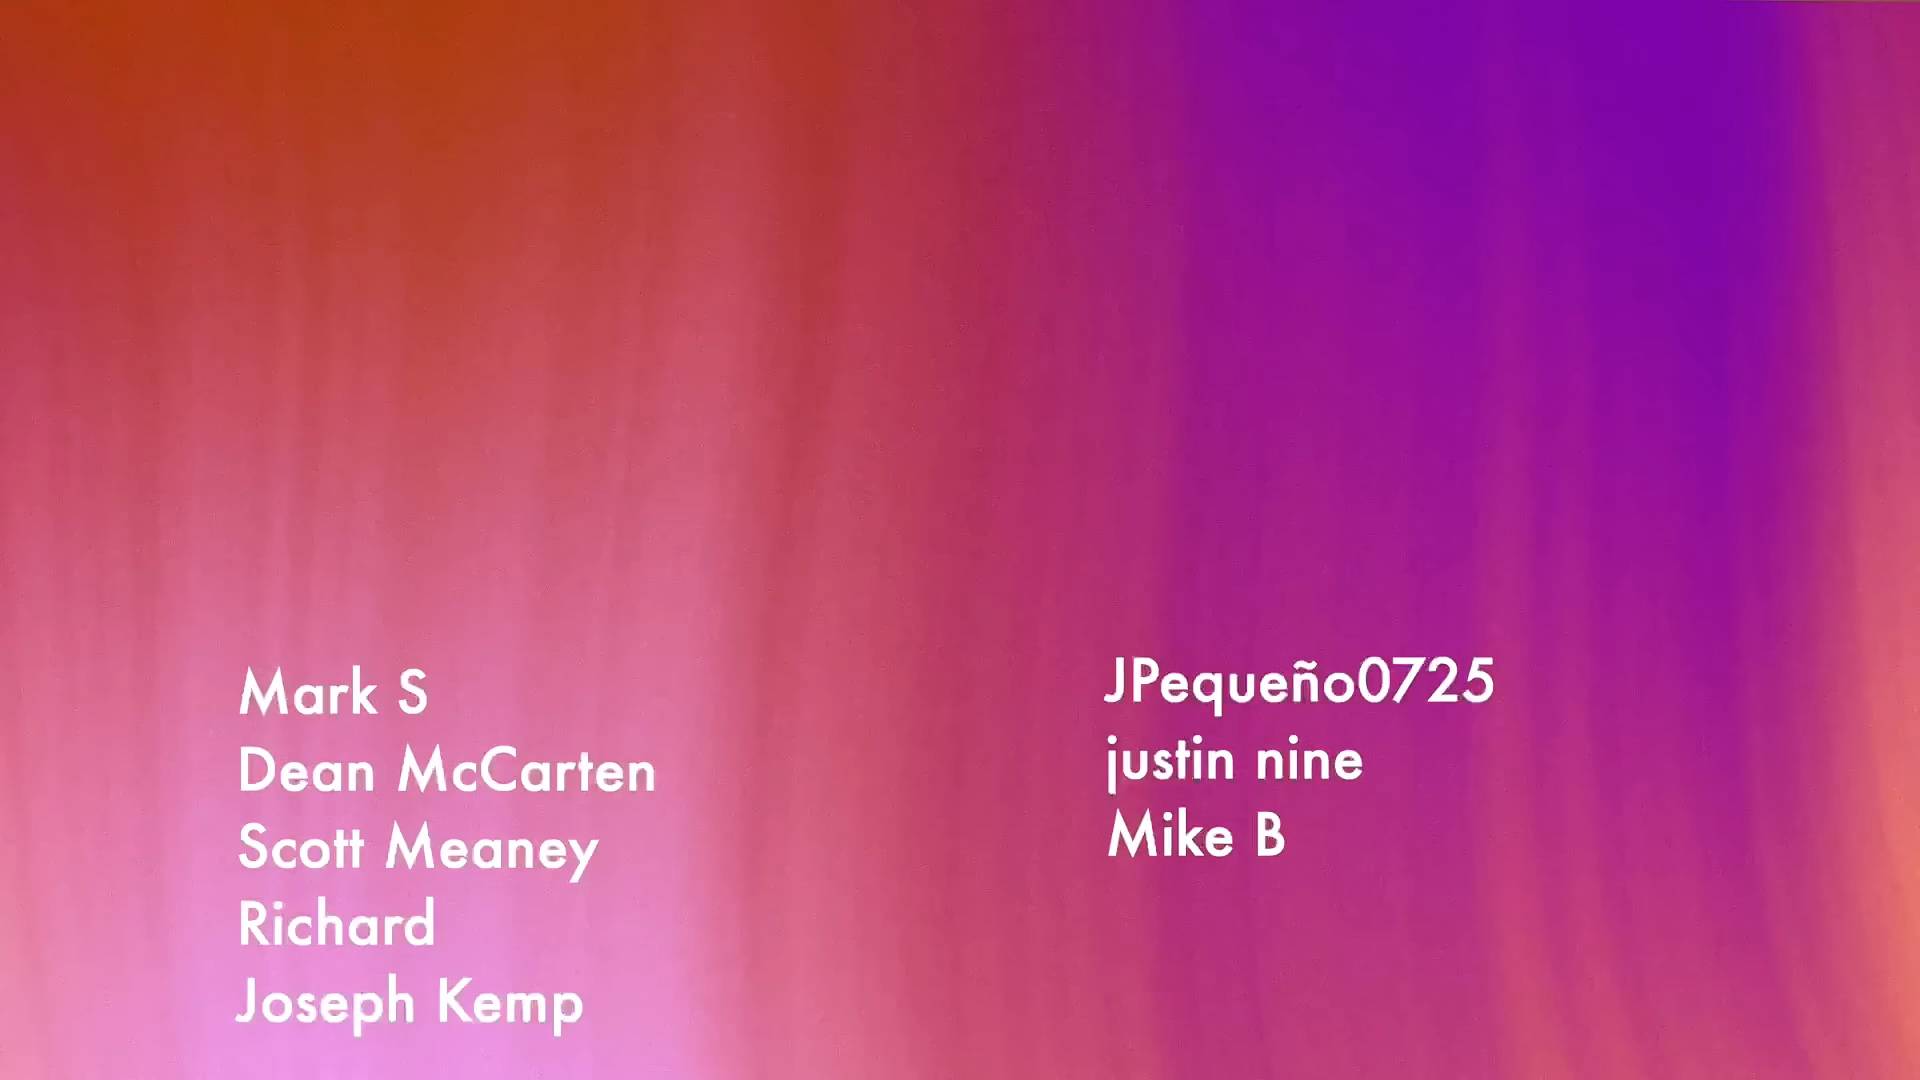 Mark S
Dean McCarten
Scott Meaney
Richard
Joseph Kemp
JPequeño0725
justin nine
Mike B